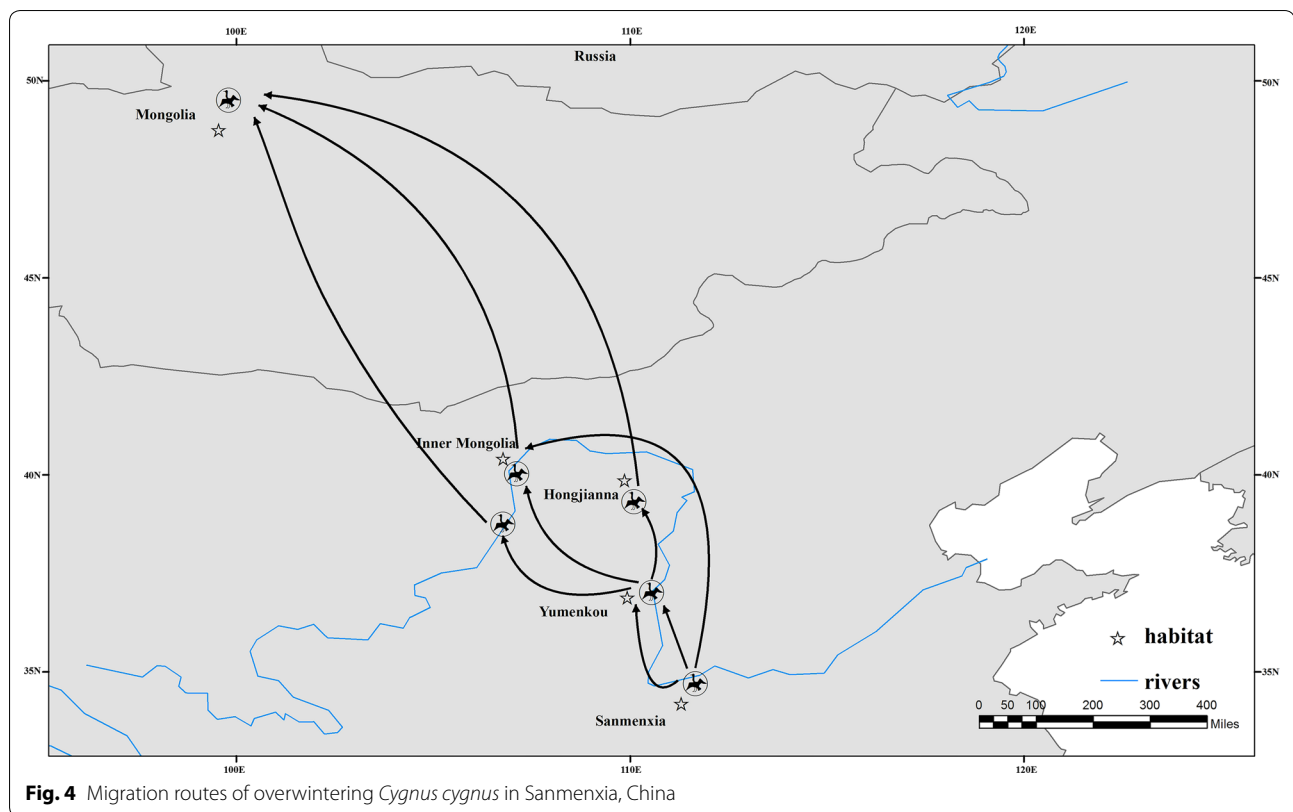 100E 110E 120E
Russia
50N 50N
Mongolia
45N 45N
Inner Mongolia
40N 40N
Hongjianna
Yumenkou
habitat
35N 35N
rivers
Sanmenxia
0 50 100 200 300 400
Miles
100E 110E 120E
Fig. 4 Migration routes of overwintering Cygnus cygnus in Sanmenxia, China